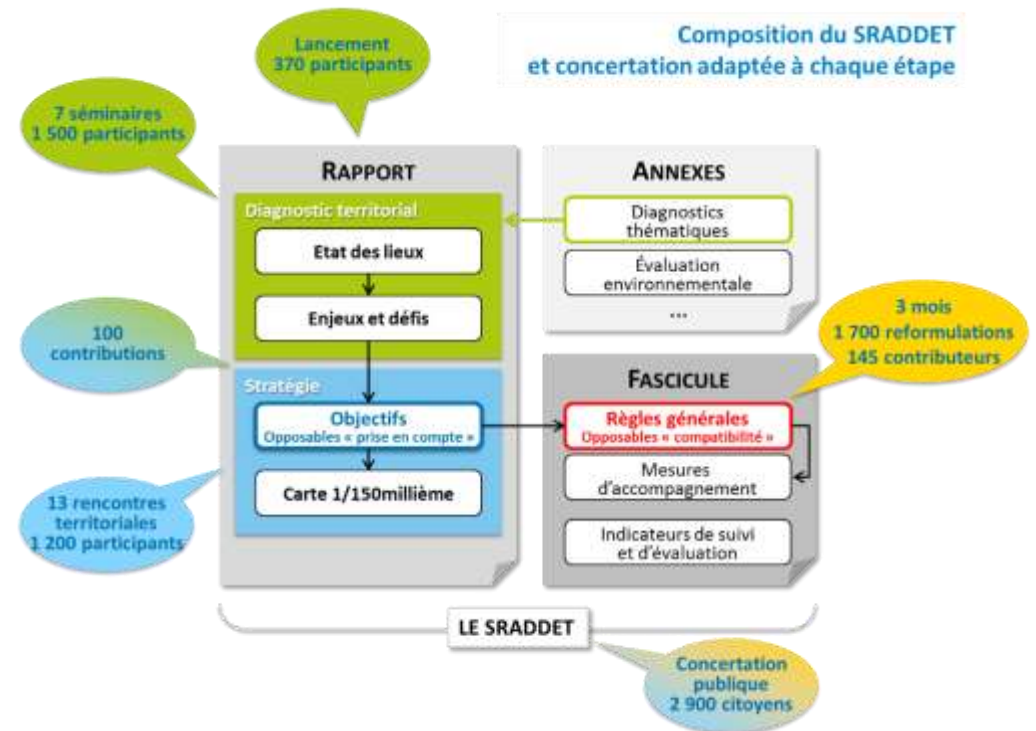 Composition du SRADDET
et concertation adaptée à chaque étape
Lancement
370 participants
7 séminaires
1 500 participants
RAPPORT
Diagnostic territorial
Etat des lieux
Enjeux et défis
100
contributions
Stratégie
Objectifs
Opposables « prise en compte »
Carte 1/150millième
13 rencontres
territoriales
1 200 participants
ANNEXES
Diagnostics
thématiques
Évaluation
environnementale
...
3 mois
1 700 reformulations
145 contributeurs
FASCICULE
Règles générales
Opposables « compatibilité »
Mesures
d'accompagnement
Indicateurs de suivi
et d'évaluation
LE SRADDET
Concertation
publique
2 900 citoyens